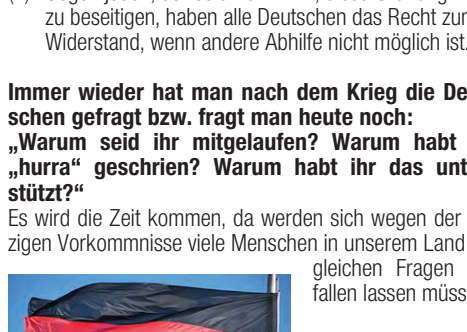 zu beseitigen, haben alle Deutschen das Recht zur
Widerstand, wenn andere Abhilfe nicht möglich ist.
Immer wieder hat man nach dem Krieg die De
schen gefragt bzw. fragt man heute noch:
„Warum seid ihr mitgelaufen? Warum habt
„hurra“ geschrien? Warum habt ihr das unt
stützt?“
Es wird die Zeit kommen, da werden sich wegen der
zigen Vorkommnisse viele Menschen in unserem Land
gleichen Fragen
fallen lassen müss